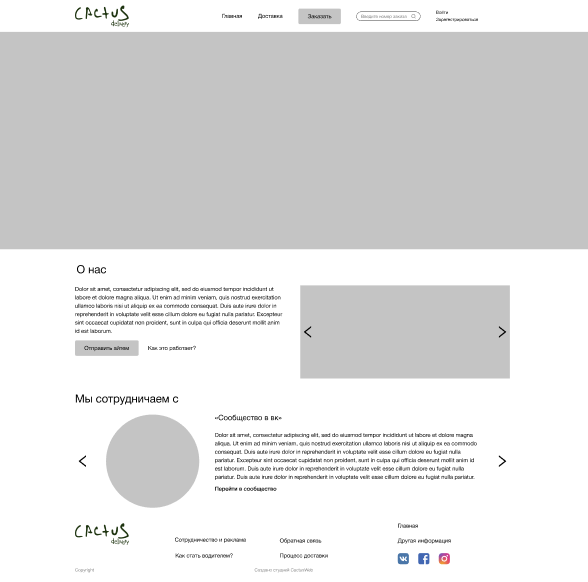 CACTUS
delivery
Главная
Доставка
Заказать
Введите номер заказа
Войти
Зарегистрироваться
О нас
Dolor sit amet, consectetur adipiscing elit, sed do eiusmod tempor incididunt ut
labore et dolore magna aliqua. Ut enim ad minim veniam, quis nostrud exercitation
ullamco laboris nisi ut aliquip ex ea commodo consequat. Duis aute irure dolor in
reprehenderit in voluptate velit esse cillum dolore eu fugiat nulla pariatur. Excepteur
sint occaecat cupidatat non proident, sunt in culpa qui officia deserunt mollit anim
id est laborum.
Отправить айтем
Как это работает?
Мы сотрудничаем с
«Сообщество в вк»
Dolor sit amet, consectetur adipiscing elit, sed do eiusmod tempor incididunt ut labore et dolore magna
aliqua. Ut enim ad minim veniam, quis nostrud exercitation ullamco laboris nisi ut aliquip ex ea commodo
consequat. Duis aute irure dolor in reprehenderit in voluptate velit esse cillum dolore eu fugiat nulla
pariatur. Excepteur sint occaecat cupidatat non proident, sunt in culpa qui officia deserunt mollit anim id
est laborum. Duis aute irure dolor in reprehenderit in voluptate velit esse cillum dolore eu fugiat nulla
pariatur. Duis aute irure dolor in reprehenderit in voluptate velit esse cillum dolore eu fugiat nulla pariatur.
Перейти в сообщество
CACTUS
delivery
Сотрудничество и реклама
Как стать водителем?
Обратная связь
Процесс доставки
Главная
Другая информация
Copyright
Создано студией CactusWeb